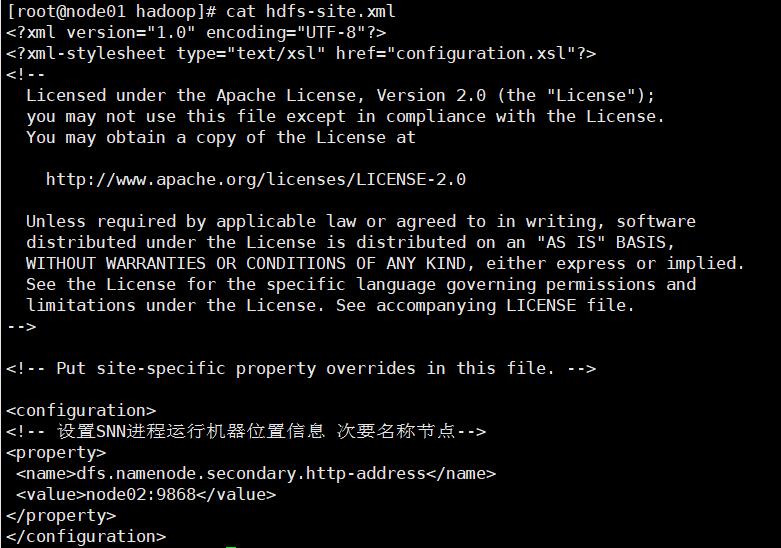 [root@node01 hadoop]# cat hdfs-site.xml
<?xml version="1.0" encoding="UTF-8"?>
<?xml-stylesheet type="text/xsl" href="configuration.xsl"?>
<!--
  Licensed under the Apache License, Version 2.0 (the "License");
  you may not use this file except in compliance with the License.
  You may obtain a copy of the License at

    http://www.apache.org/licenses/LICENSE-2.0

  Unless required by applicable law or agreed to in writing, software
  distributed under the License is distributed on an "AS IS" BASIS,
  WITHOUT WARRANTIES OR CONDITIONS OF ANY KIND, either express or implied.
  See the License for the specific language governing permissions and
  limitations under the License. See accompanying LICENSE file.
-->

<!-- Put site-specific property overrides in this file. -->

<configuration>
<!-- 设置SNN进程运行机器位置信息 次要名称节点-->
<property>
 <name>dfs.namenode.secondary.http-address</name>
 <value>node02:9868</value>
</property>
</configuration>